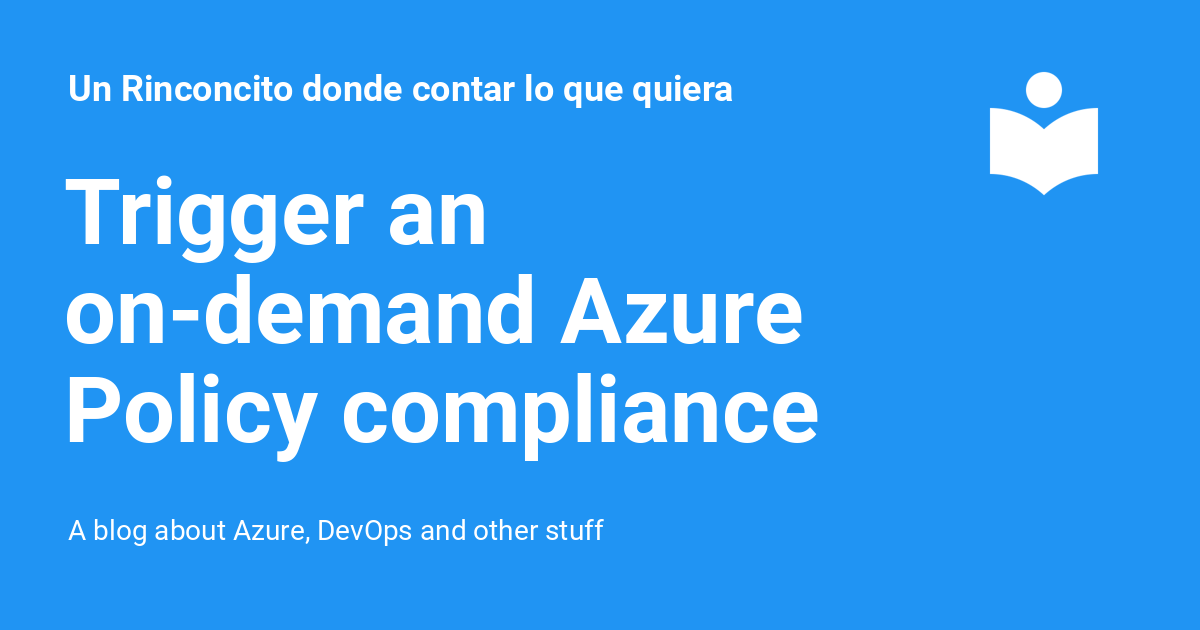 Un Rinconcito donde contar lo que quiera
Trigger an
on-demand Azure
Policy compliance
A blog about Azure, DevOps and other stuff